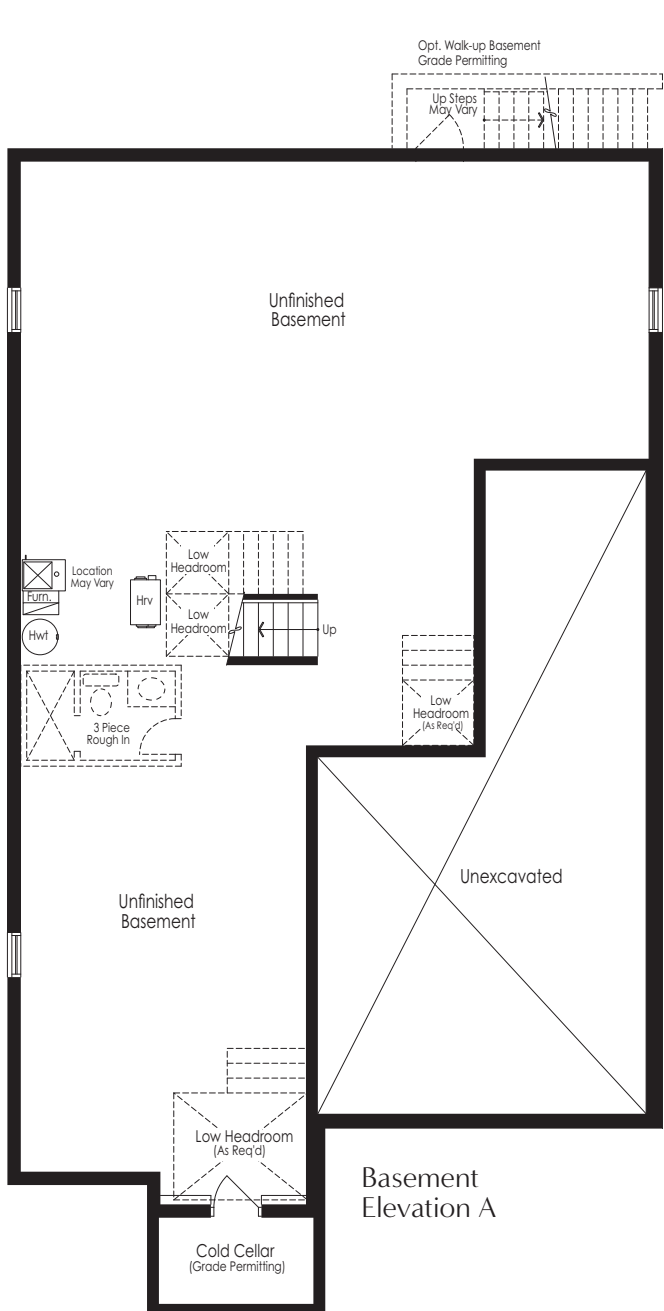 Opt. Walk-up Basement
Grade Permitting
Up Steps
May Vary
Unfinished
Basement
Low
Headroom
Location
May Vary
Furn.
Hrv
Low
Headroom
Hwt
Up
3 Piece
Rough In
Low
Headroom
(As Req'd)
Unexcavated
Unfinished
Basement
Low Headroom
(As Req'd)
Basement
Elevation A
Cold Cellar
(Grade Permitting)